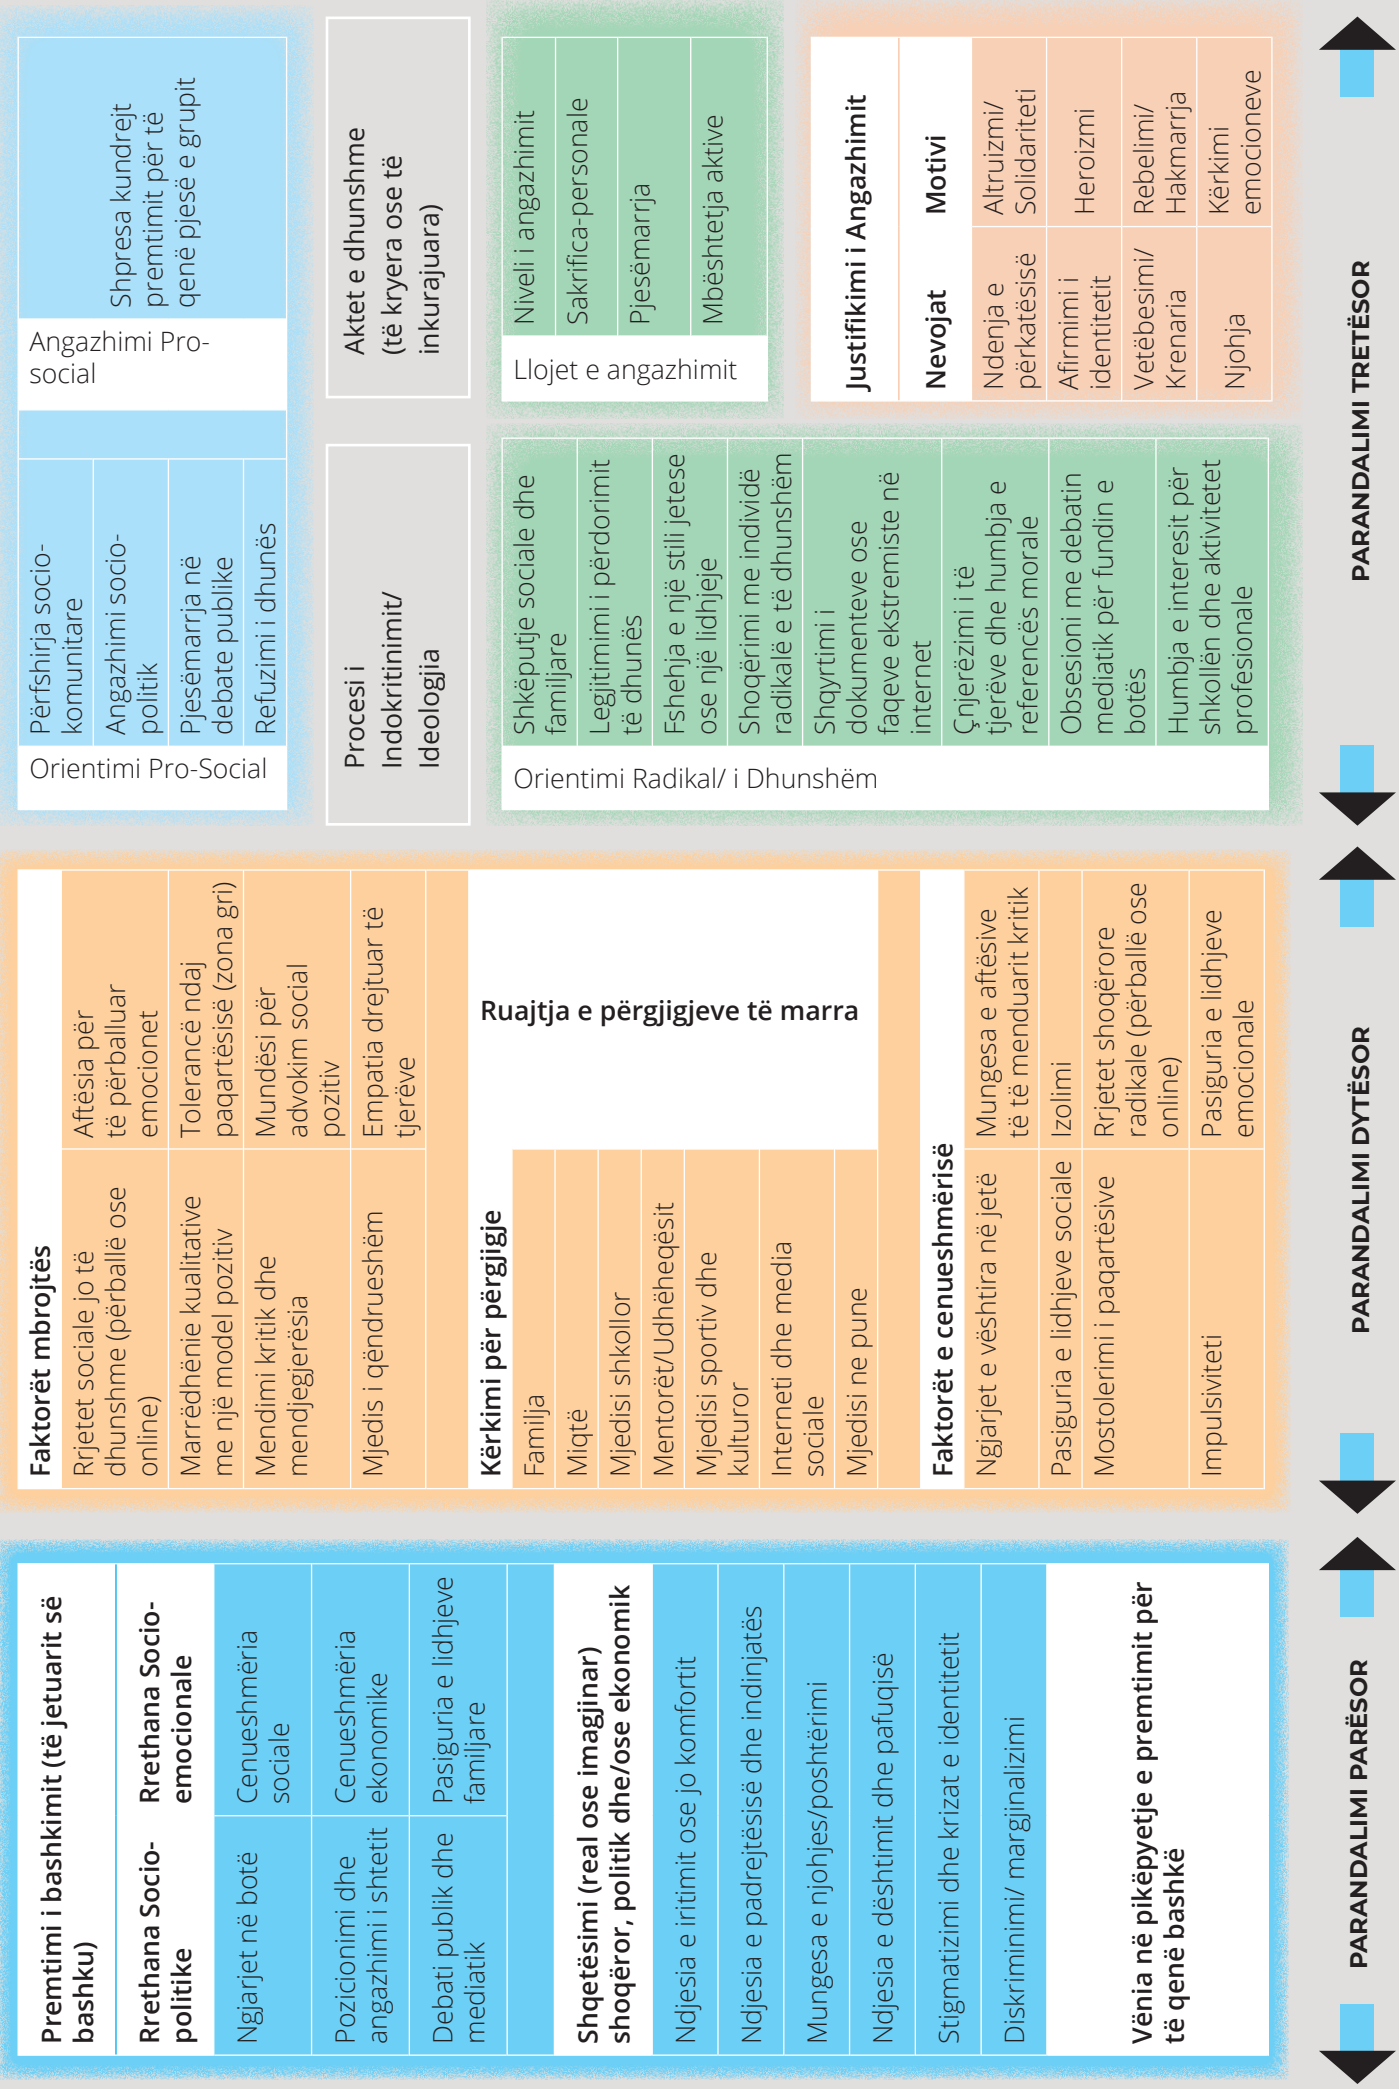 Premtimi i bashkimit (të jetuarit së
bashku)
Rrethana Socio-
politike
Rrethana Socio-
emocionale
Ngjarjet në botë
Cenueshmëria
sociale
Pozicionimi dhe
angazhimi i shtetit
Cenueshmëria
ekonomike
Debati publik dhe
mediatik
Pasiguria e lidhjeve
familjare
Shqetësimi (real ose imagjinar)
shoqëror, politik dhe/ose ekonomik
Ndjesia e iritimit ose jo komfortit
Ndjesia e padrejtësisë dhe indinjatës
Mungesa e njohjes/poshtërimi
Ndjesia e dështimit dhe pafuqisë
Stigmatizimi dhe krizat e identitetit
Diskriminimi/ margjinalizimi
Vënia në pikëpyetje e premtimit për
të qenë bashkë
PARANDALIMI PARËSOR
Faktorët mbrojtës
Rrjetet sociale jo të
dhunshme (përballë ose
online)
Aftësia për
të përballuar
emocionet
Marrëdhënie kualitative
me një model pozitiv
Tolerancë ndaj
paqartësisë (zona gri)
Mendimi kritik dhe
mendjegjerësia
Mundësi për
advokim social
pozitiv
Mjedis i qëndrueshëm
Empatia drejtuar të
tjerëve
Kërkimi për përgjigje
Familja
Miqtë
Mjedisi shkollor
Mentorët/Udhëheqësit
Mjedisi sportiv dhe
kulturor
Interneti dhe media
sociale
Mjedisi ne pune
Ruajtja e përgjigjeve të marra
Faktorët e cenueshmërisë
Ngjarjet e vështira në jetë
Mungesa e aftësive
të të menduarit kritik
Pasiguria e lidhjeve sociale
Izolimi
Mostolerimi i paqartësive
Rrjetet shoqërore
radikale (përballë ose
online)
Impulsiviteti
Pasiguria e lidhjeve
emocionale
PARANDALIMI DYTËSOR
Orientimi Pro-Social
Përfshirja socio-
komunitare
Angazhimi socio-
politik
Pjesëmarrja në
debate publike
Refuzimi i dhunës
Angazhimi Pro-
social
Shpresa kundrejt
premtimit për të
qenë pjesë e grupit
Procesi i
Indokritinimit/
Ideologjia
Aktet e dhunshme
(të kryera ose të
inkurajuara)
Orientimi Radikal/ i Dhunshëm
Shkëputje sociale dhe
familjare
Legjitimimi i përdorimit
të dhunës
Fshehja e një stili jetese
ose një lidhjeje
Shoqërimi me individë
radikalë e të dhunshëm
Shqyrtimi i
dokumenteve ose
faqeve ekstremiste në
internet
Çnjerëzimi i të
tjerëve dhe humbja e
referencës morale
Obsesioni me debatin
mediatik për fundin e
botës
Humbja e interesit për
shkollën dhe aktivitetet
profesionale
Llojet e angazhimit
Niveli i angazhimit
Sakrifica-personale
Pjesëmarrja
Mbështetja aktive
Justifikimi i Angazhimit
Nevojat
Motivi
Ndenja e
përkatësisë
Altruizmi/
Solidariteti
Afirmimi i
identitetit
Heroizmi
Vetëbesimi/
Krenaria
Rebelimi/
Hakmarrja
Njohja
Kërkimi
emocioneve
PARANDALIMI TRETËSOR